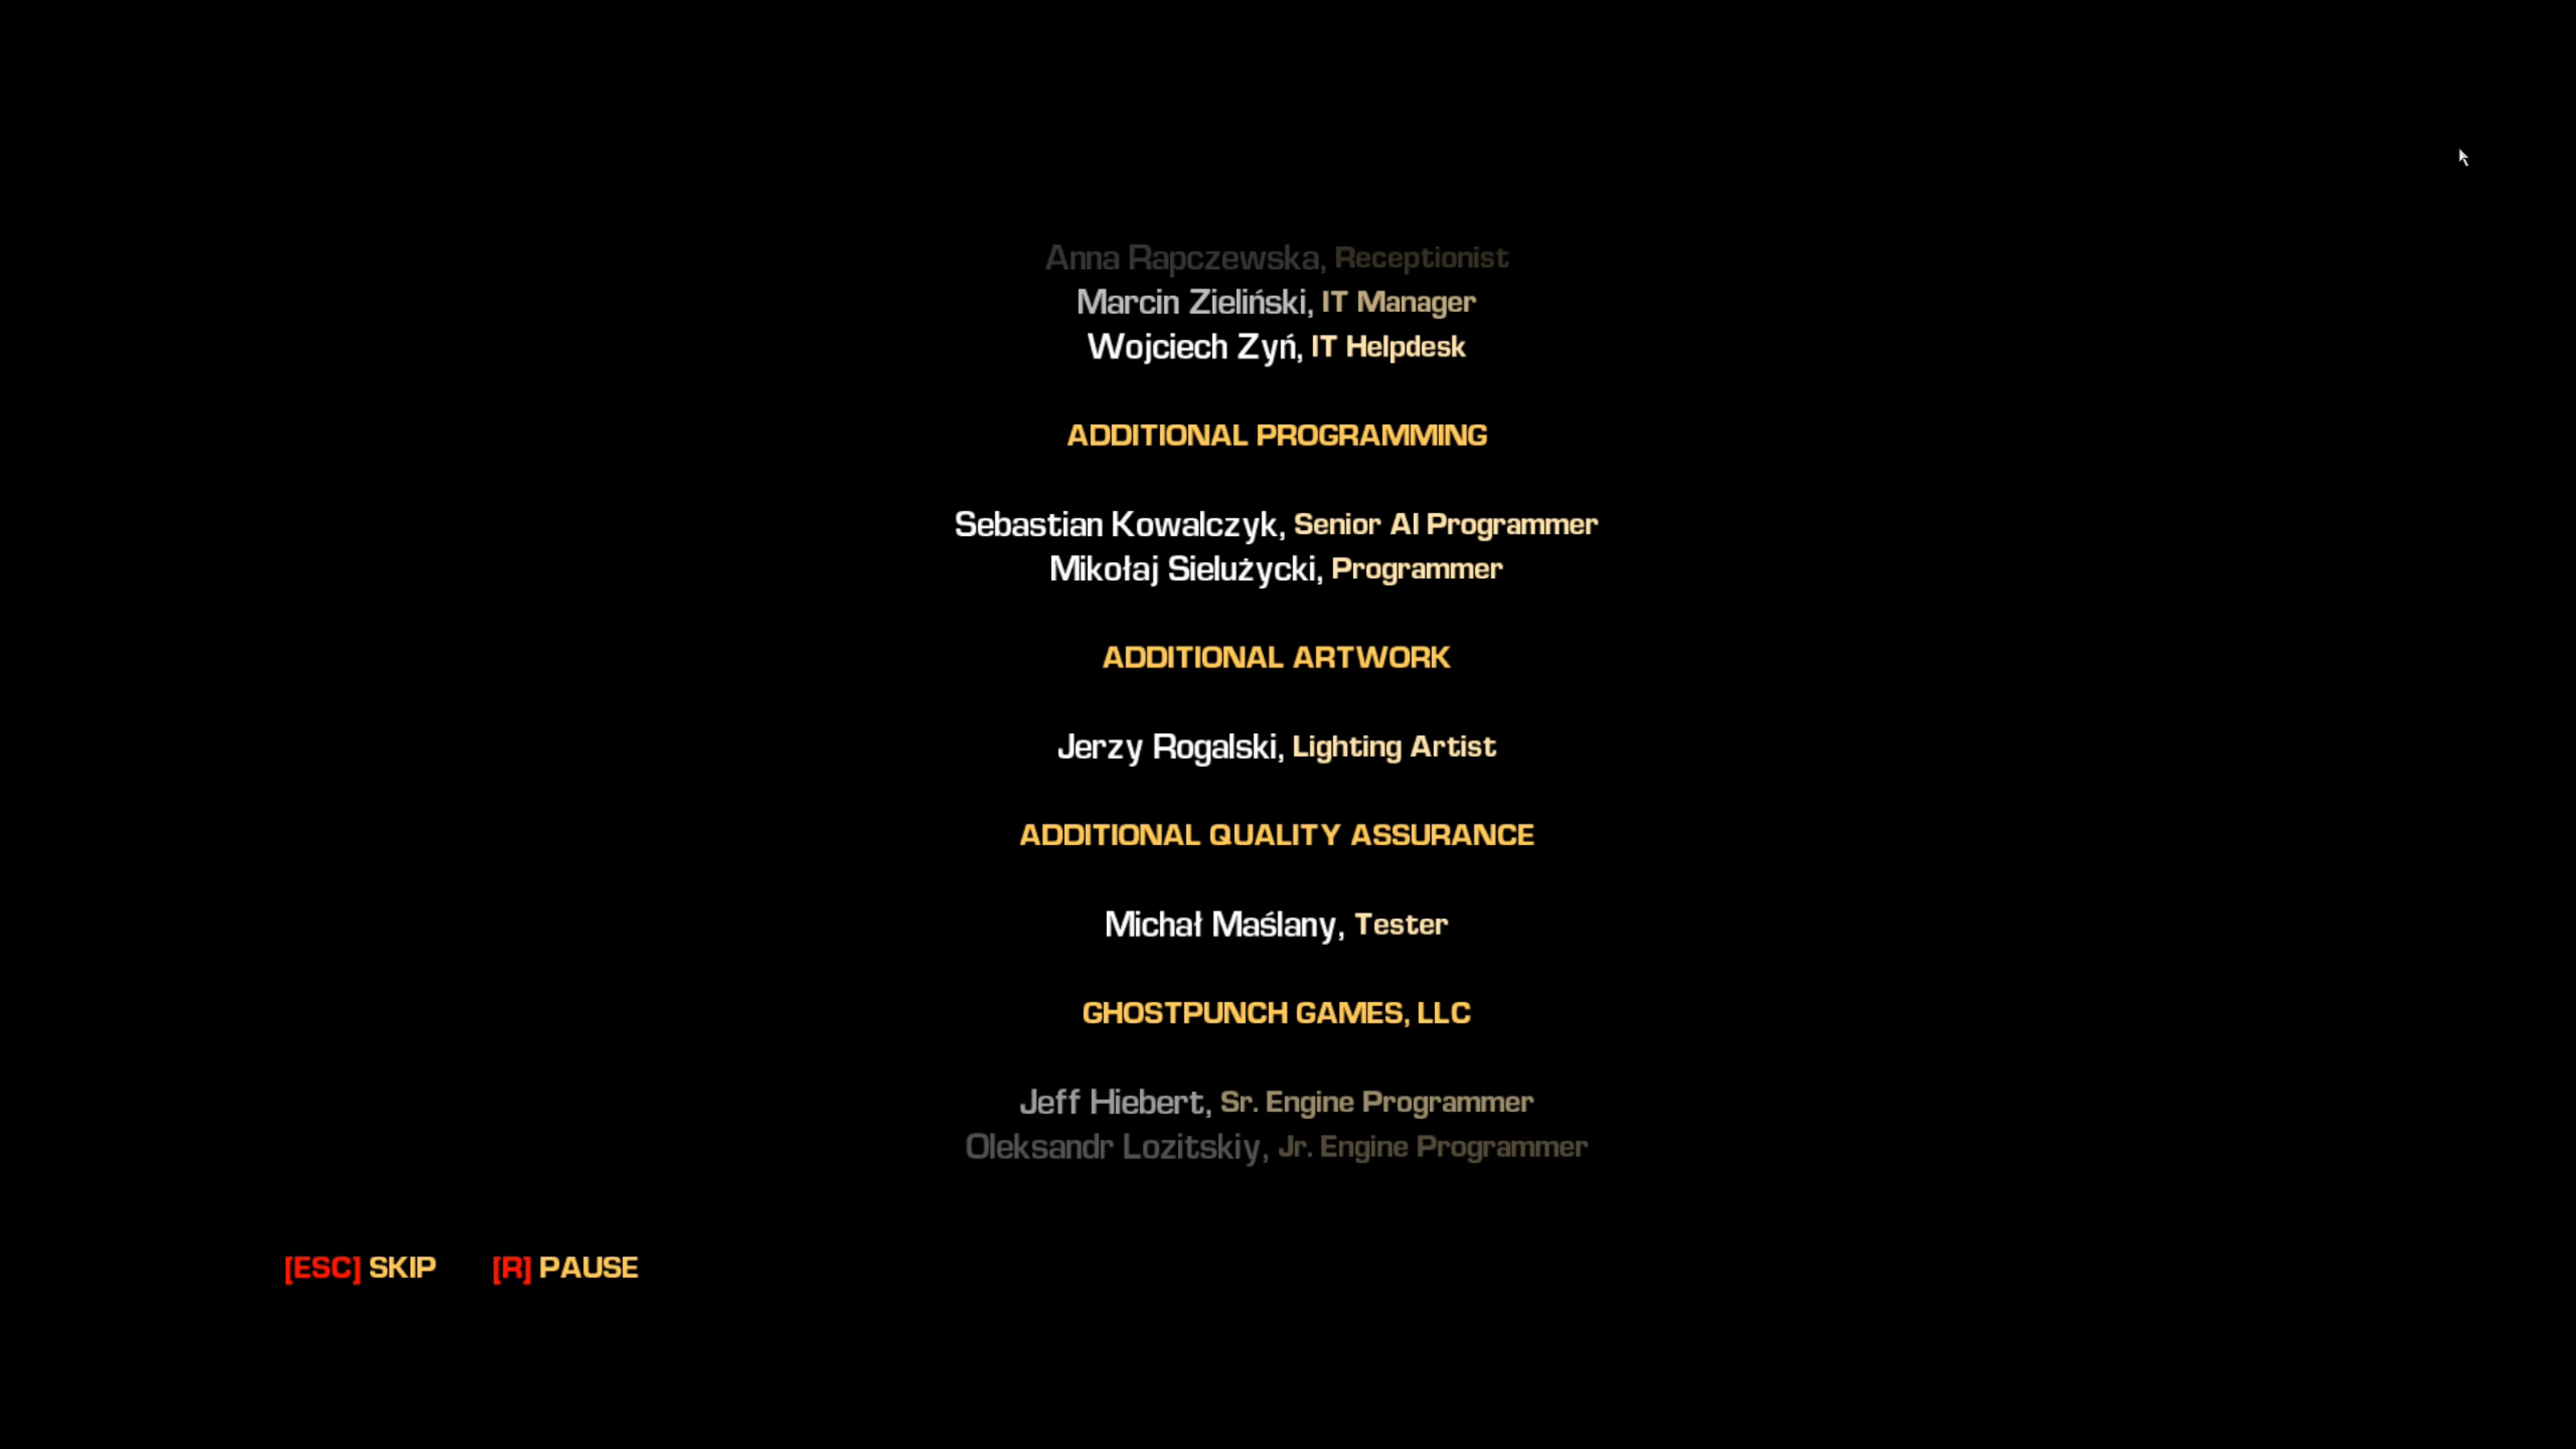 Anna Rapczewska, Receptionist
Marcin Zieliński, IT Manager
Wojciech Zyń, IT Helpdesk
ADDITIONAL PROGRAMMING
Sebastian Kowalczyk, Senior AI Programmer
Mikołaj Sielużycki, Programmer
ADDITIONAL ARTWORK
Jerzy Rogalski, Lighting Artist
ADDITIONAL QUALITY ASSURANCE
Michał Maślany, Tester
GHOSTPUNCH GAMES, LLC
Jeff Hiebert, Sr. Engine Programmer
Oleksandr Lozitskiy, Jr. Engine Programmer
[ESC] SKIP [R] PAUSE